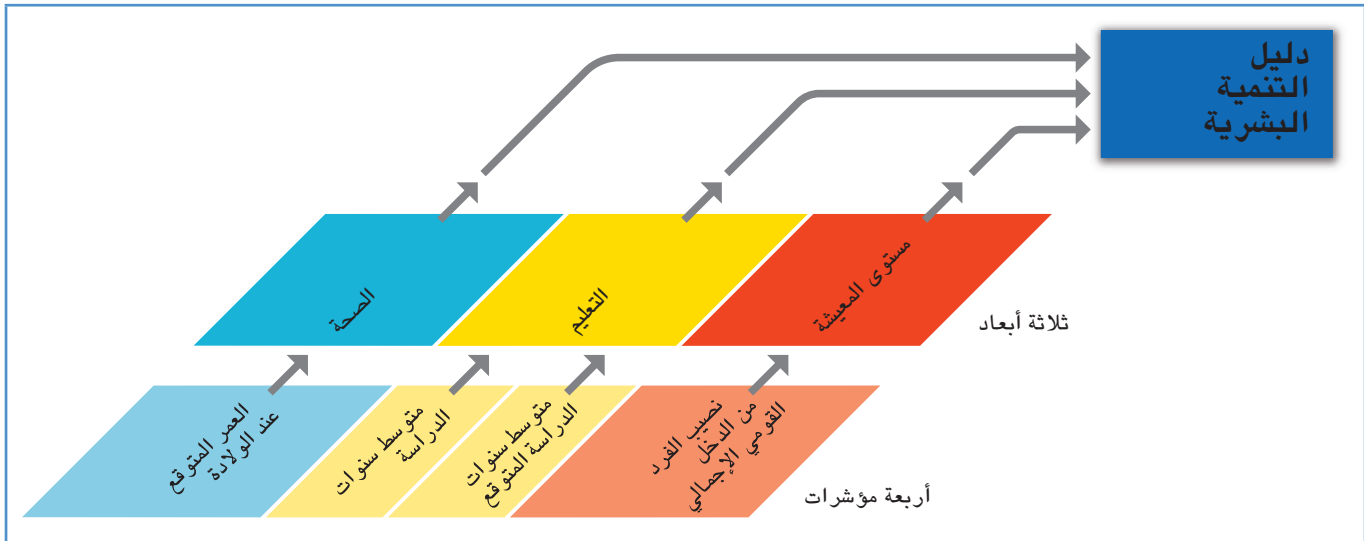 دليل
التنمية
البشرية
مستوى المعيشة
التعليم
الصحة
ثلاثة أبعاد
نصيب الفرد
من الدخل
القومي الإجمالي
متوسط سنوات
الدراسة المتوقع
متوسط سنوات
الدراسة
العمر المتوقع
عند الولادة
أربعة مؤشرات